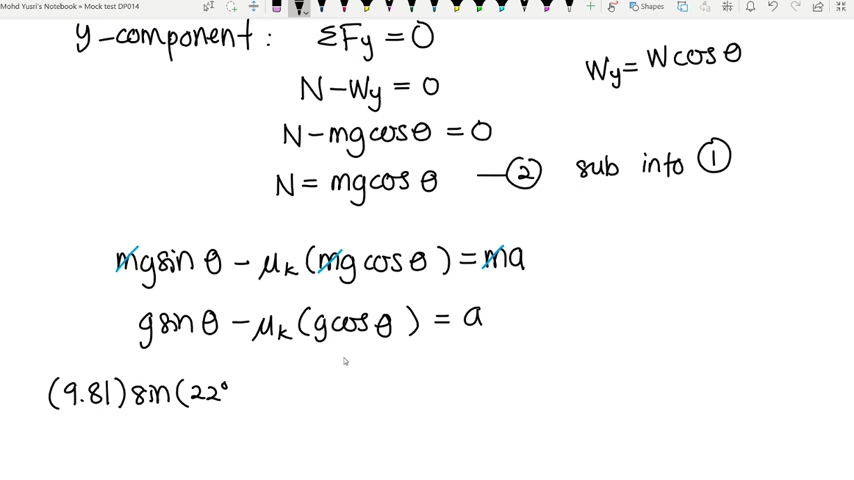 Mohd Yusri's Notebook » Mock test DP014
Shapes
y-component : ΣFy = 0
Wy = W cos θ
N - Wy = 0
N - mg cos θ = 0
N = mg cos θ — ② sub into ①
mg sin θ - μk (mg cos θ) = ma
g sin θ - μk (g cos θ) = a
(9.81) sin (22°